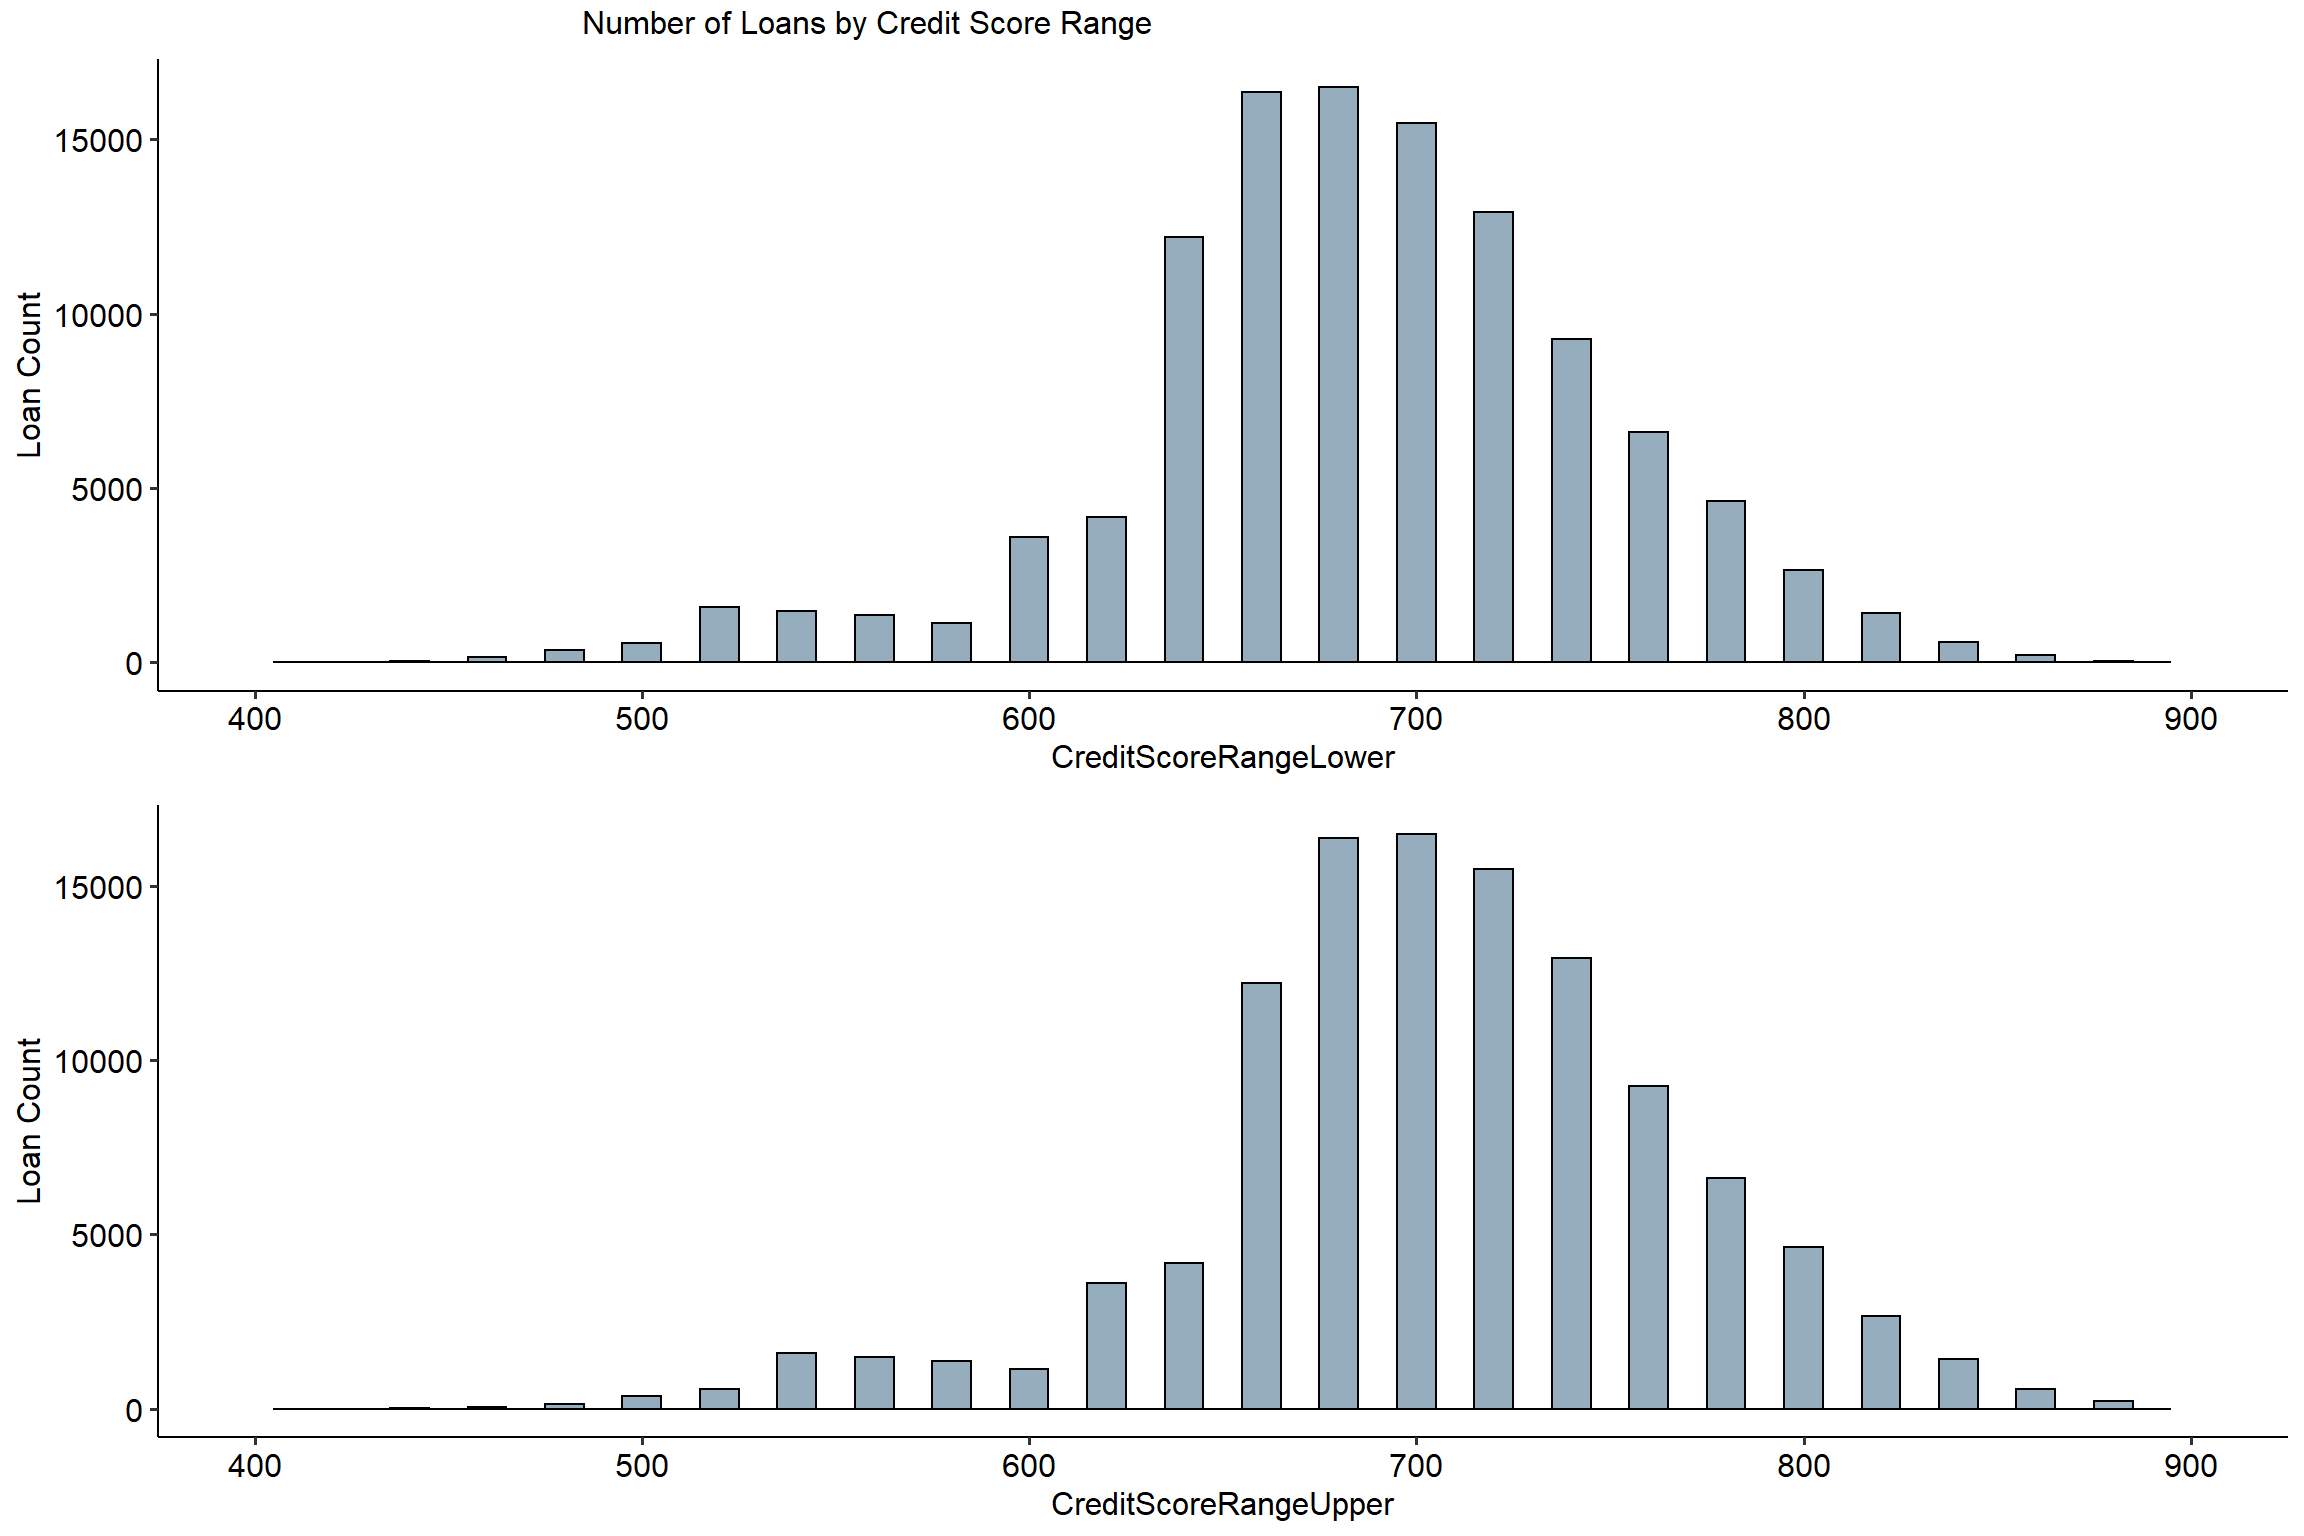 Number of Loans by Credit Score Range
Loan Count
15000
10000
5000
0
400 500 600 700 800 900
CreditScoreRangeLower
Loan Count
15000
10000
5000
0
400 500 600 700 800 900
CreditScoreRangeUpper